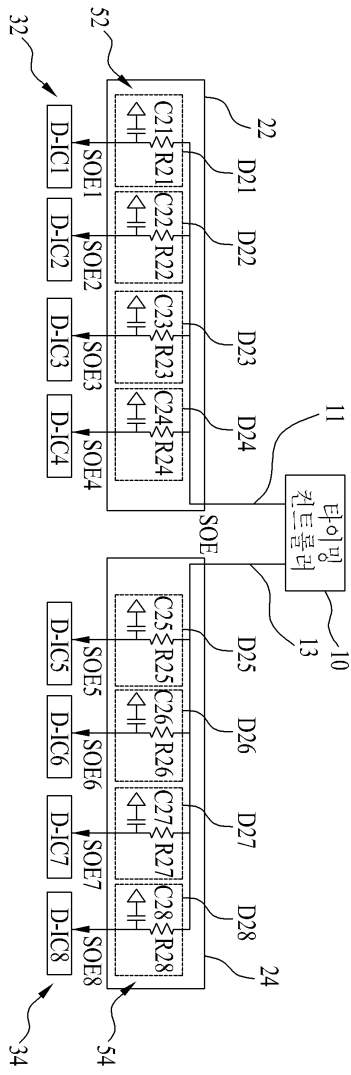 타이밍
컨트롤러
10
11
13
SOE
22
24
52
54
D21
D22
D23
D24
D25
D26
D27
D28
C21
R21
C22
R22
C23
R23
C24
R24
C25
R25
C26
R26
C27
R27
C28
R28
SOE1
SOE2
SOE3
SOE4
SOE5
SOE6
SOE7
SOE8
D-IC1
D-IC2
D-IC3
D-IC4
D-IC5
D-IC6
D-IC7
D-IC8
32
34